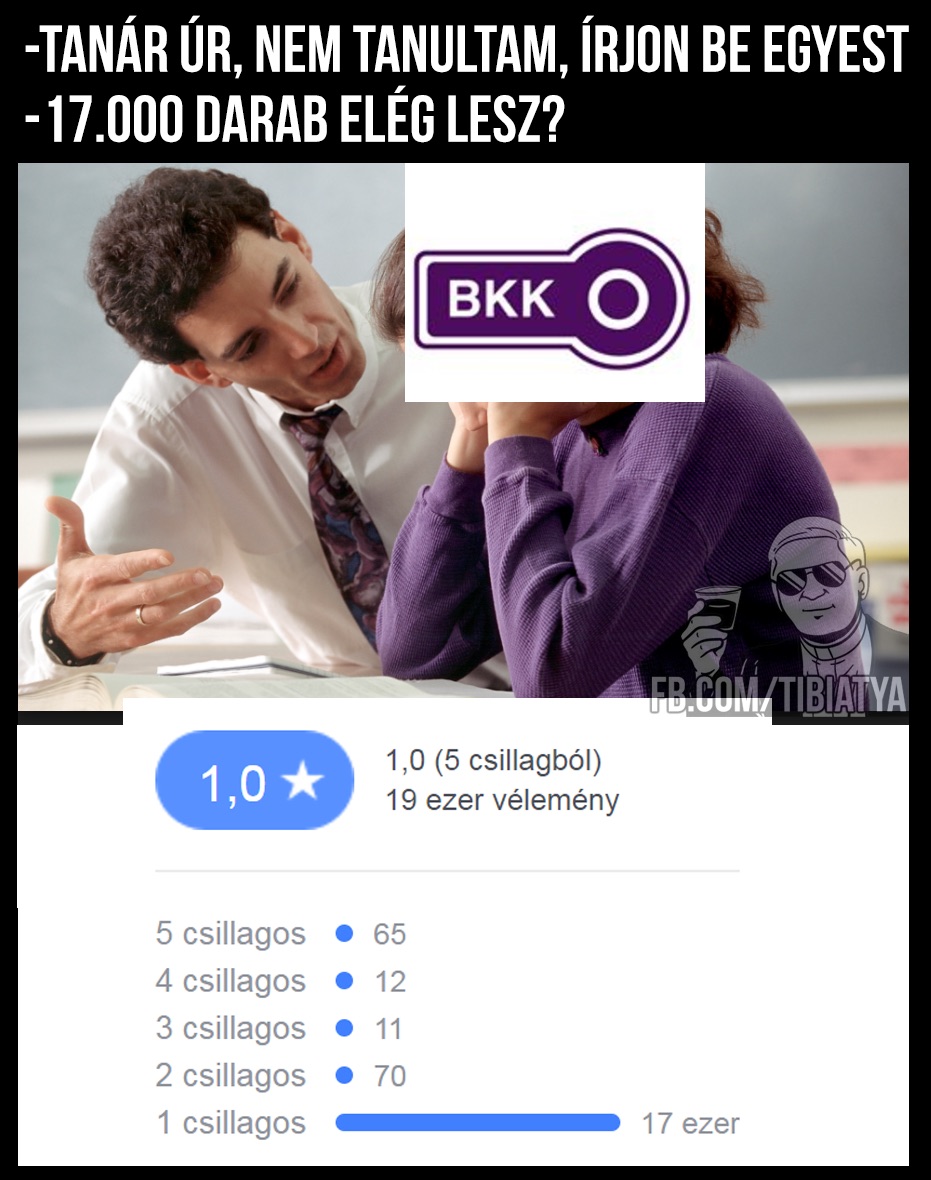 -TANÁR ÚR, NEM TANULTAM, ÍRJON BE EGYEST
-17.000 DARAB ELÉG LESZ?
BKK
FB.COM/TIBIATYA
1,0
1,0 (5 csillagból)
19 ezer vélemény
5 csillagos 65
4 csillagos 12
3 csillagos 11
2 csillagos 70
1 csillagos 17 ezer